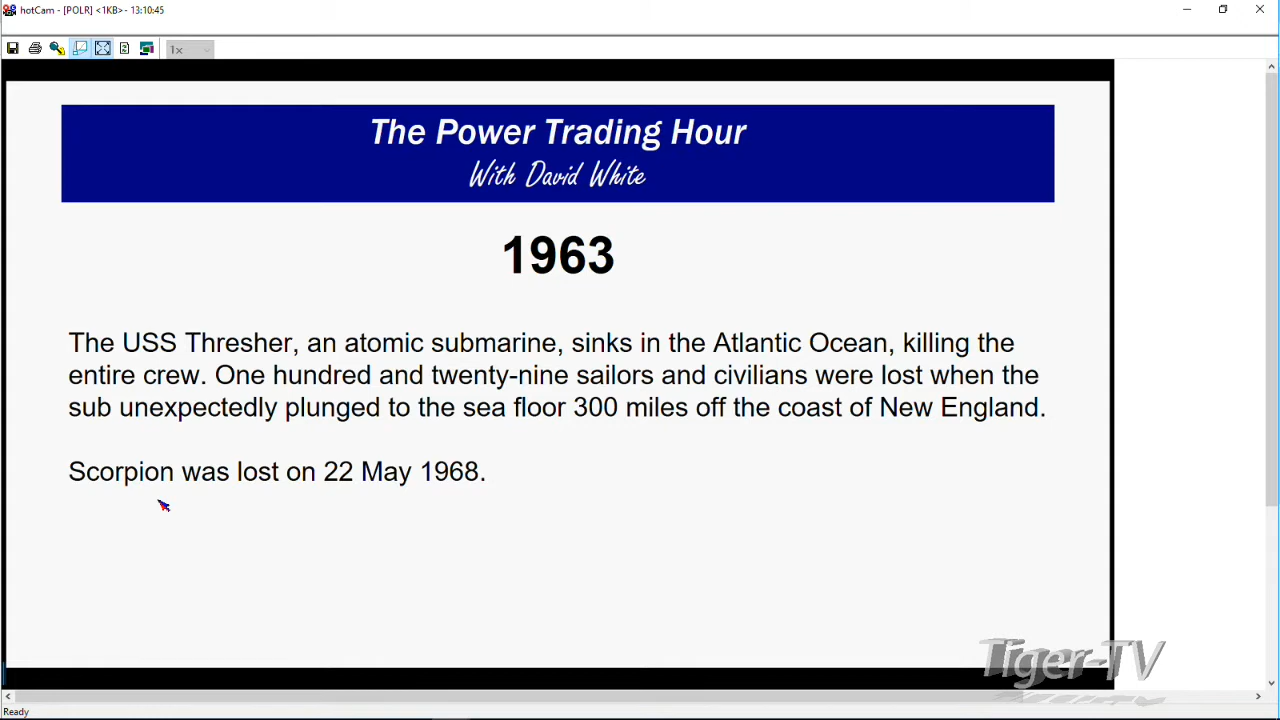 hotCam - [POLR] <1KB> - 13:10:45
1x
The Power Trading Hour
With David White
1963
The USS Thresher, an atomic submarine, sinks in the Atlantic Ocean, killing the
entire crew. One hundred and twenty-nine sailors and civilians were lost when the
sub unexpectedly plunged to the sea floor 300 miles off the coast of New England.
Scorpion was lost on 22 May 1968.
Tiger-TV
Ready